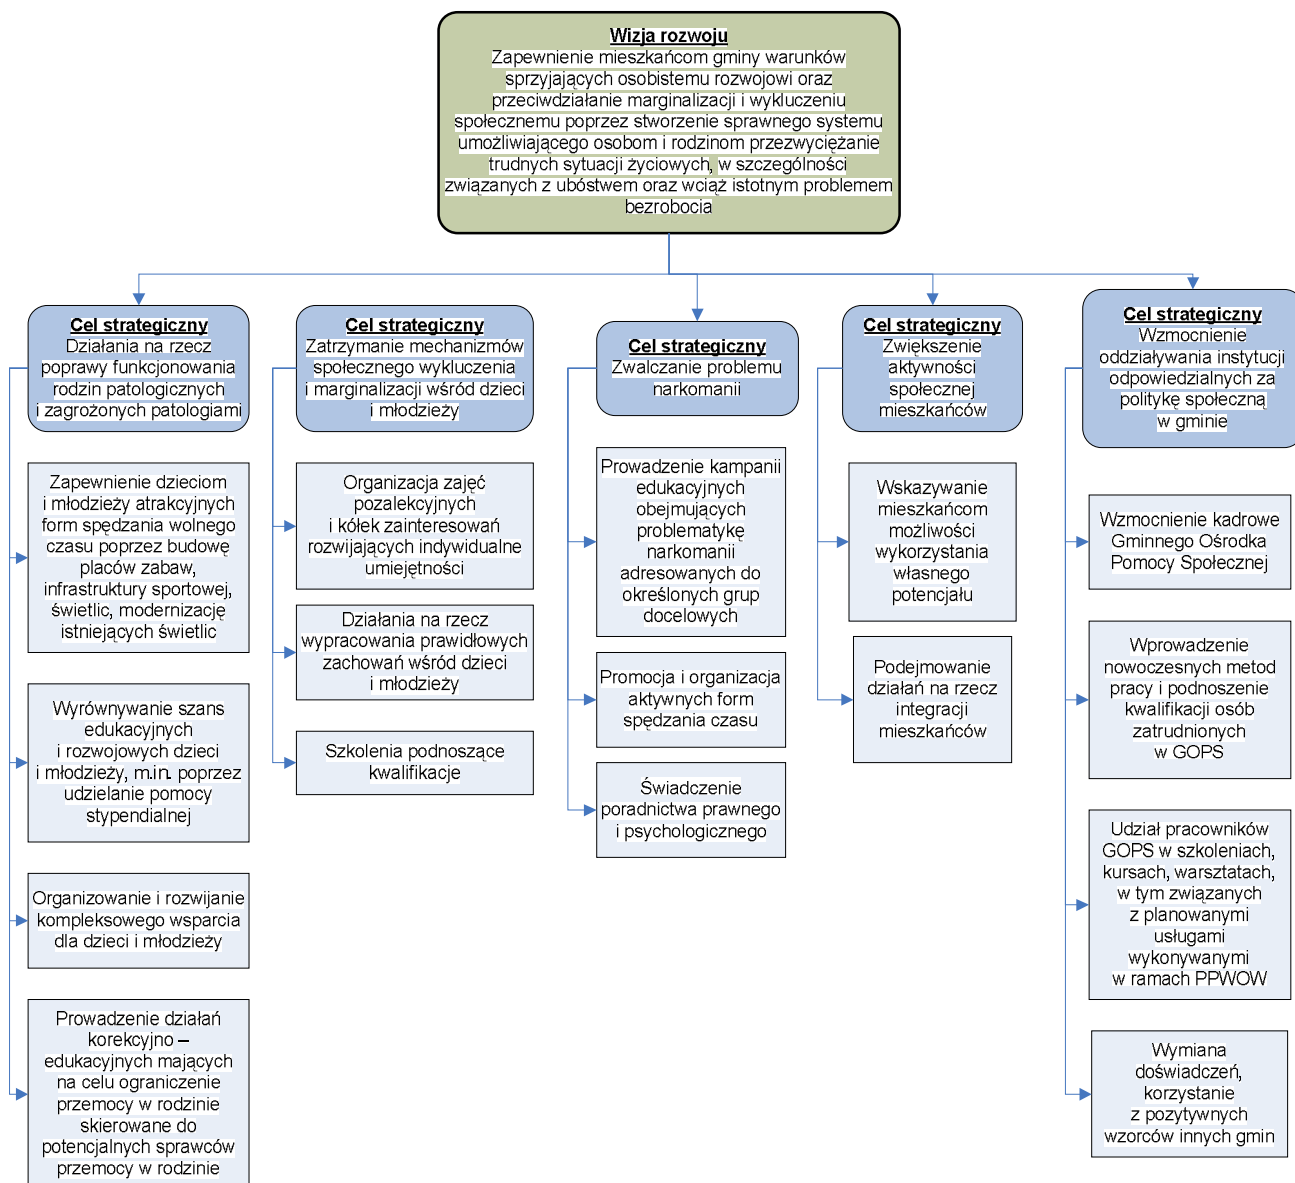 Wizja rozwoju
Zapewnienie mieszkańcom gminy warunków
sprzyjających osobistemu rozwojowi oraz
przeciwdziałanie marginalizacji i wykluczeniu
społecznemu poprzez stworzenie sprawnego systemu
umożliwiającego osobom i rodzinom przezwyciężanie
trudnych sytuacji życiowych, w szczególności
związanych z ubóstwem oraz wciąż istotnym problemem
bezrobocia
Cel strategiczny
Działania na rzecz
poprawy funkcjonowania
rodzin patologicznych
i zagrożonych patologiami
Zapewnienie dzieciom
i młodzieży atrakcyjnych
form spędzania wolnego
czasu poprzez budowę
placów zabaw,
infrastruktury sportowej,
świetlic, modernizację
istniejących świetlic
Wyrównywanie szans
edukacyjnych
i rozwojowych dzieci
i młodzieży, m.in. poprzez
udzielanie pomocy
stypendialnej
Organizowanie i rozwijanie
kompleksowego wsparcia
dla dzieci i młodzieży
Prowadzenie działań
korekcyjno –
edukacyjnych mających
na celu ograniczenie
przemocy w rodzinie
skierowane do
potencjalnych sprawców
przemocy w rodzinie
Cel strategiczny
Zatrzymanie mechanizmów
społecznego wykluczenia
i marginalizacji wśród dzieci
i młodzieży
Organizacja zajęć
pozalekcyjnych
i kółek zainteresowań
rozwijających indywidualne
umiejętności
Działania na rzecz
wypracowania prawidłowych
zachowań wśród dzieci
i młodzieży
Szkolenia podnoszące
kwalifikacje
Cel strategiczny
Zwalczanie problemu
narkomanii
Prowadzenie kampanii
edukacyjnych
obejmujących
problematykę
narkomanii
adresowanych do
określonych grup
docelowych
Promocja i organizacja
aktywnych form
spędzania czasu
Świadczenie
poradnictwa prawnego
i psychologicznego
Cel strategiczny
Zwiększenie
aktywności
społecznej
mieszkańców
Wskazywanie
mieszkańcom
możliwości
wykorzystania
własnego
potencjału
Podejmowanie
działań na rzecz
integracji
mieszkańców
Cel strategiczny
Wzmocnienie
oddziaływania instytucji
odpowiedzialnych za
politykę społeczną
w gminie
Wzmocnienie kadrowe
Gminnego Ośrodka
Pomocy Społecznej
Wprowadzenie
nowoczesnych metod
pracy i podnoszenie
kwalifikacji osób
zatrudnionych
w GOPS
Udział pracowników
GOPS w szkoleniach,
kursach, warsztatach,
w tym związanych
z planowanymi
usługami
wykonywanymi
w ramach PPWOW
Wymiana
doświadczeń,
korzystanie
z pozytywnych
wzorców innych gmin